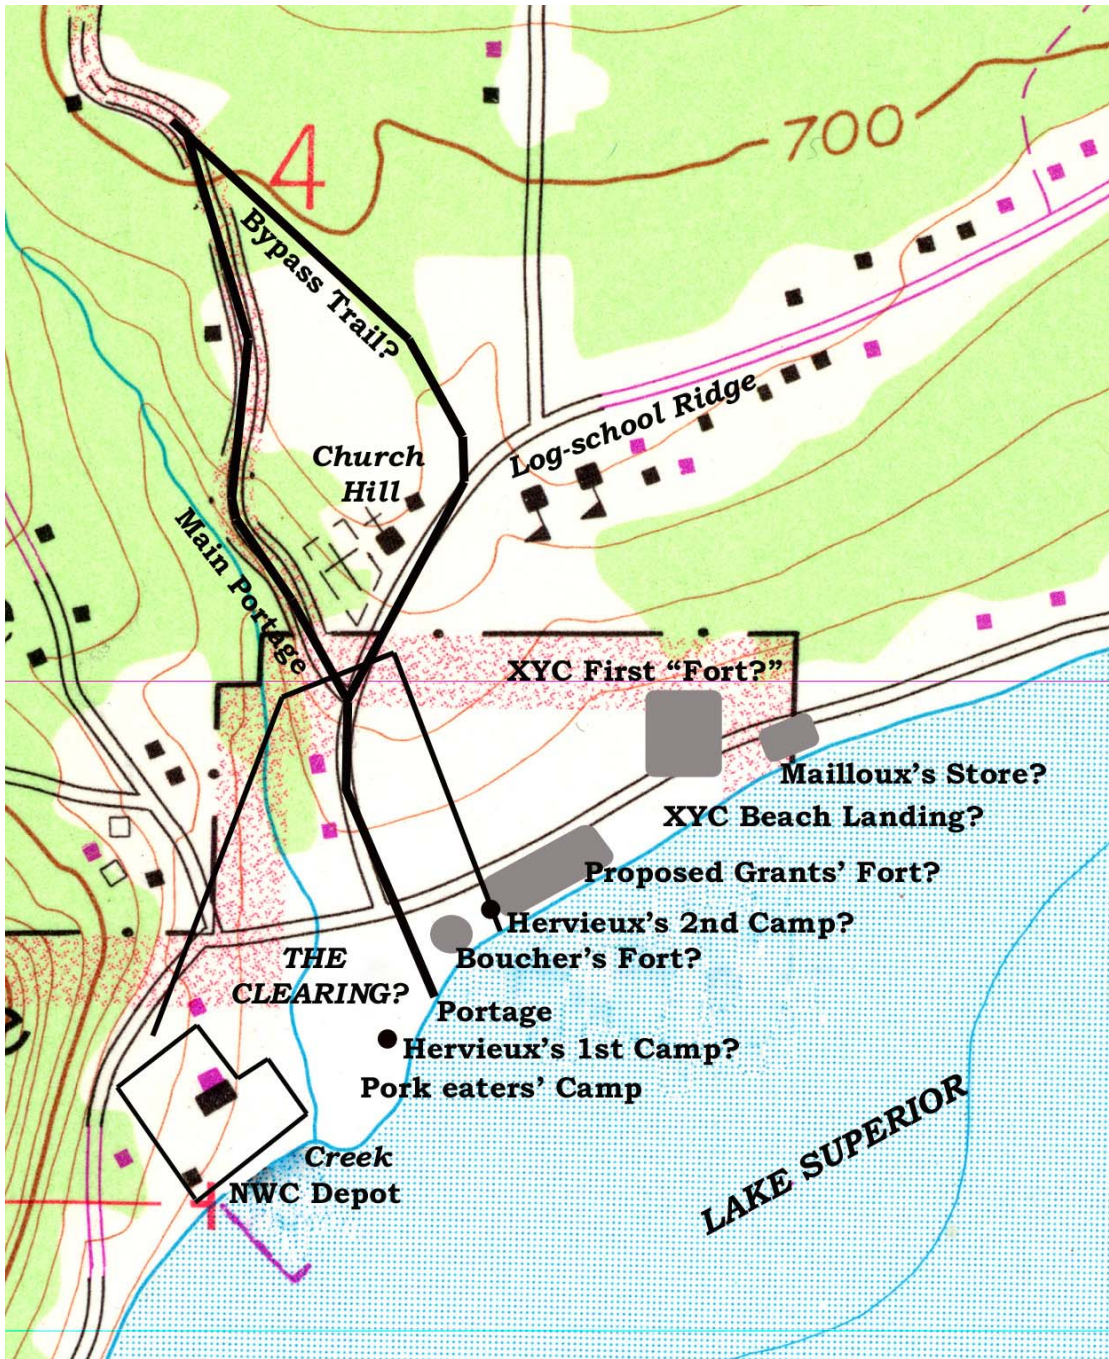 4
700
Bypass Trail?
Log-school Ridge
Church
Hill
Main Portage
XYC First “Fort?”
Mailloux’s Store?
XYC Beach Landing?
Proposed Grants’ Fort?
Hervieux’s 2nd Camp?
Boucher’s Fort?
THE
CLEARING?
Portage
Hervieux’s 1st Camp?
Pork eaters’ Camp
LAKE SUPERIOR
Creek
NWC Depot
4